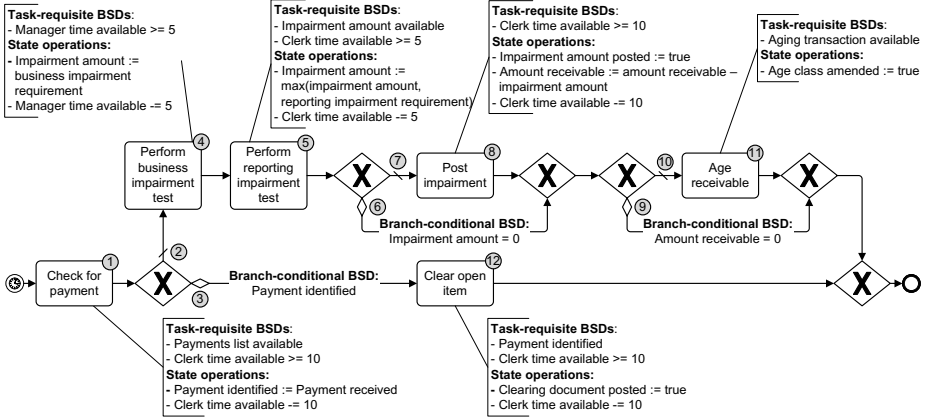 Task-requisite BSDs:
- Manager time available >= 5
State operations:
- Impairment amount :=
business impairment
requirement
- Manager time available -= 5
Task-requisite BSDs:
- Impairment amount available
- Clerk time available >= 5
State operations:
- Impairment amount :=
max(impairment amount,
reporting impairment requirement)
- Clerk time available -= 5
Task-requisite BSDs:
- Clerk time available >= 10
State operations:
- Impairment amount posted := true
- Amount receivable := amount receivable –
impairment amount
- Clerk time available -= 10
Task-requisite BSDs:
- Aging transaction available
State operations:
- Age class amended := true
4
Perform
business
impairment
test
5
Perform
reporting
impairment
test
X
7
6
8
Post
impairment
X
X
10
9
11
Age
receivable
X
Branch-conditional BSD:
Impairment amount = 0
Branch-conditional BSD:
Amount receivable = 0
1
Check for
payment
X
2
3
Branch-conditional BSD:
Payment identified
12
Clear open
item
X
Task-requisite BSDs:
- Payments list available
- Clerk time available >= 10
State operations:
- Payment identified := Payment received
- Clerk time available -= 10
Task-requisite BSDs:
- Payment identified
- Clerk time available >= 10
State operations:
- Clearing document posted := true
- Clerk time available -= 10